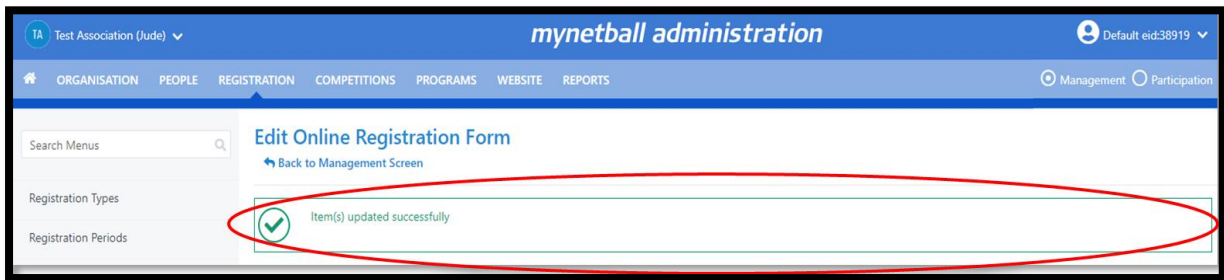 TA Test Association (Jude)
mynetball administration
Default eid:38919
ORGANISATION PEOPLE REGISTRATION COMPETITIONS PROGRAMS WEBSITE REPORTS
Management Participation
Search Menus
Edit Online Registration Form
Back to Management Screen
Registration Types
Item(s) updated successfully
Registration Periods